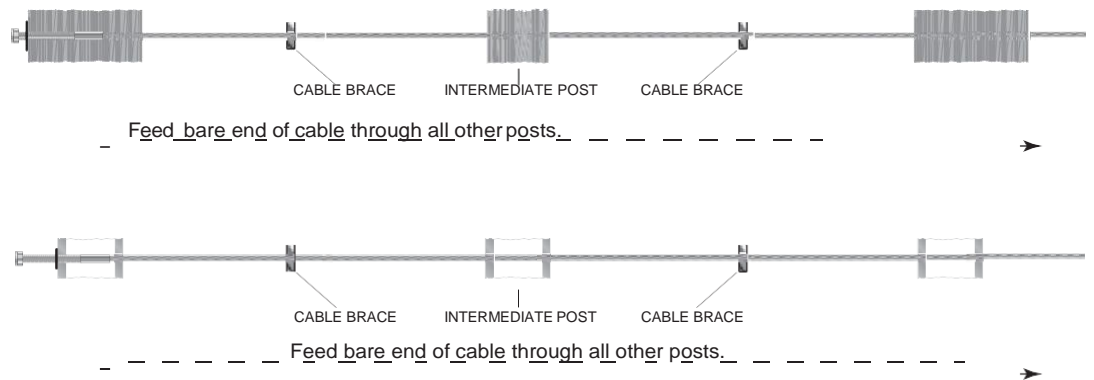 CABLE BRACE INTERMEDIATE POST CABLE BRACE
Feed bare end of cable through all other posts.
CABLE BRACE INTERMEDIATE POST CABLE BRACE
Feed bare end of cable through all other posts.